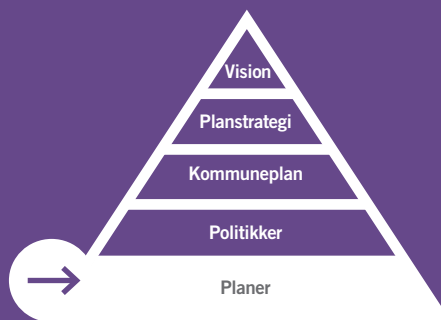 Vision
Planstrategi
Kommuneplan
Politikker
Planer